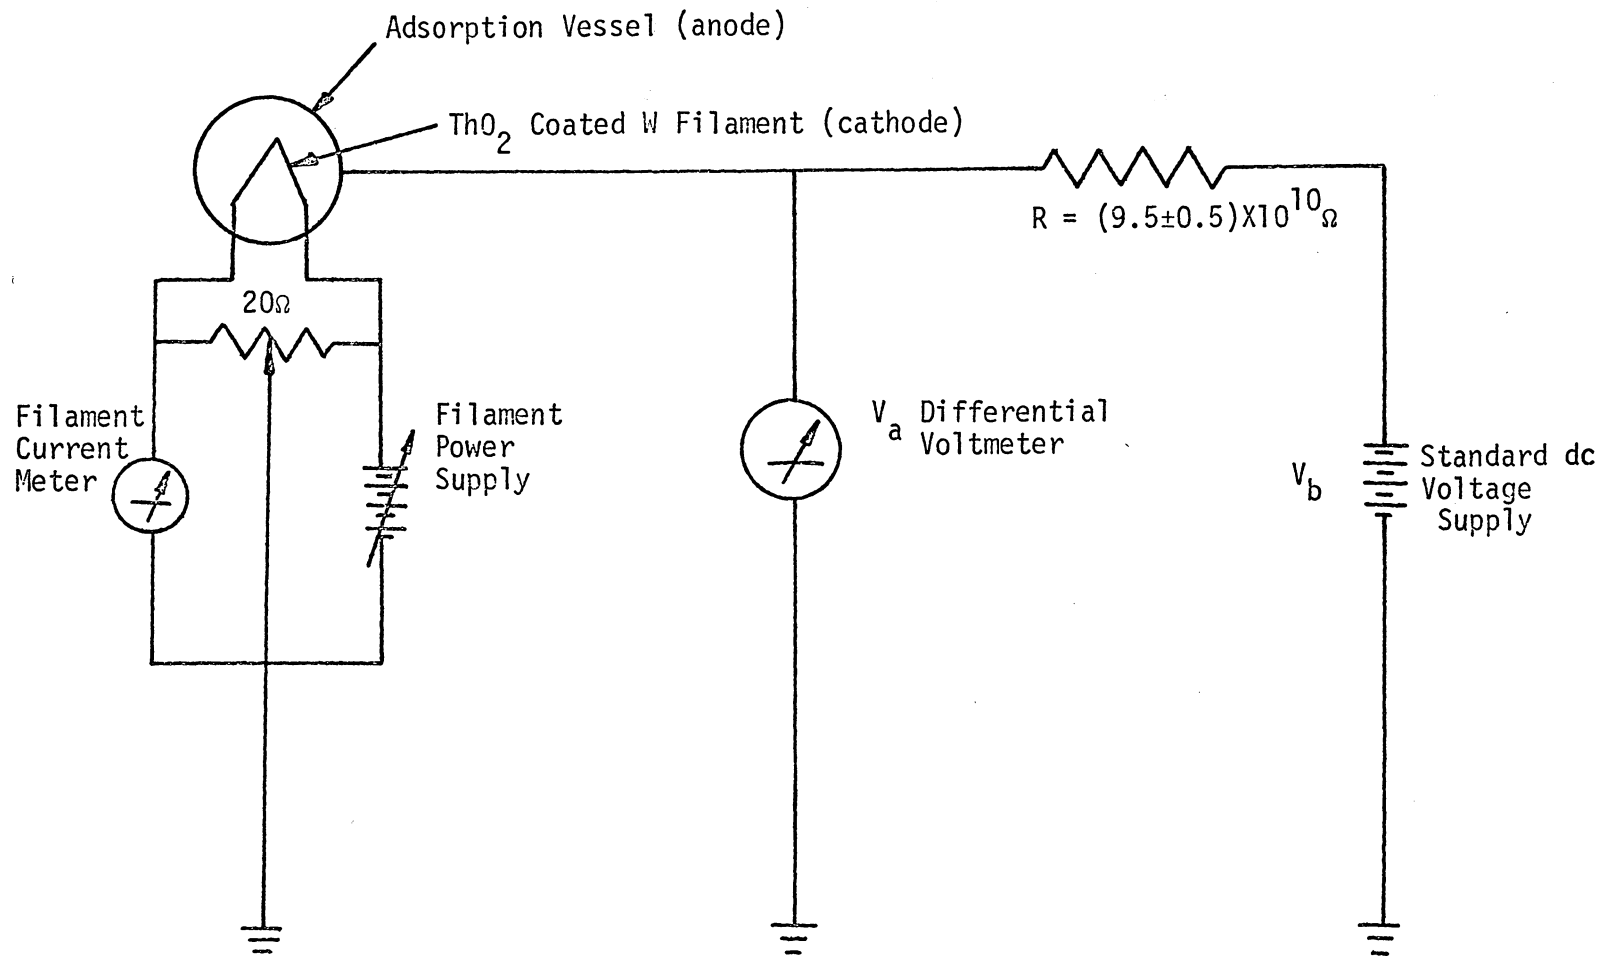 Adsorption Vessel (anode)
ThO2 Coated W Filament (cathode)
R = (9.5±0.5)X10^10Ω
20Ω
Filament
Current
Meter
Filament
Power
Supply
Va Differential
Voltmeter
Vb
Standard dc
Voltage
Supply